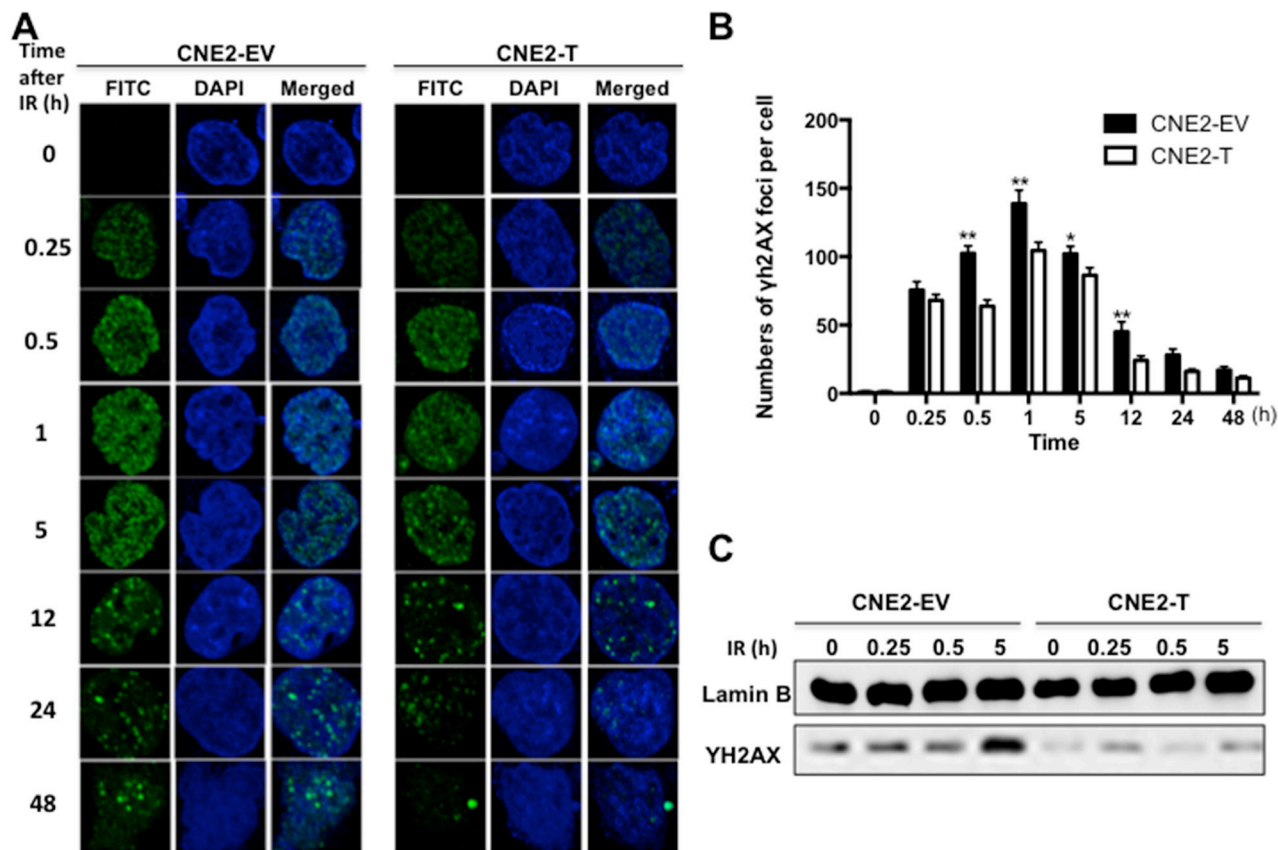 A
Time
after
IR (h)
CNE2-EV
CNE2-T
FITC DAPI Merged FITC DAPI Merged
0
0.25
0.5
1
5
12
24
48
B
Numbers of γh2AX foci per cell
200
150
100
50
0
CNE2-EV
CNE2-T
**
**
*
**
0 0.25 0.5 1 5 12 24 48 (h)
Time
C
CNE2-EV CNE2-T
IR (h) 0 0.25 0.5 5 0 0.25 0.5 5
Lamin B
YH2AX